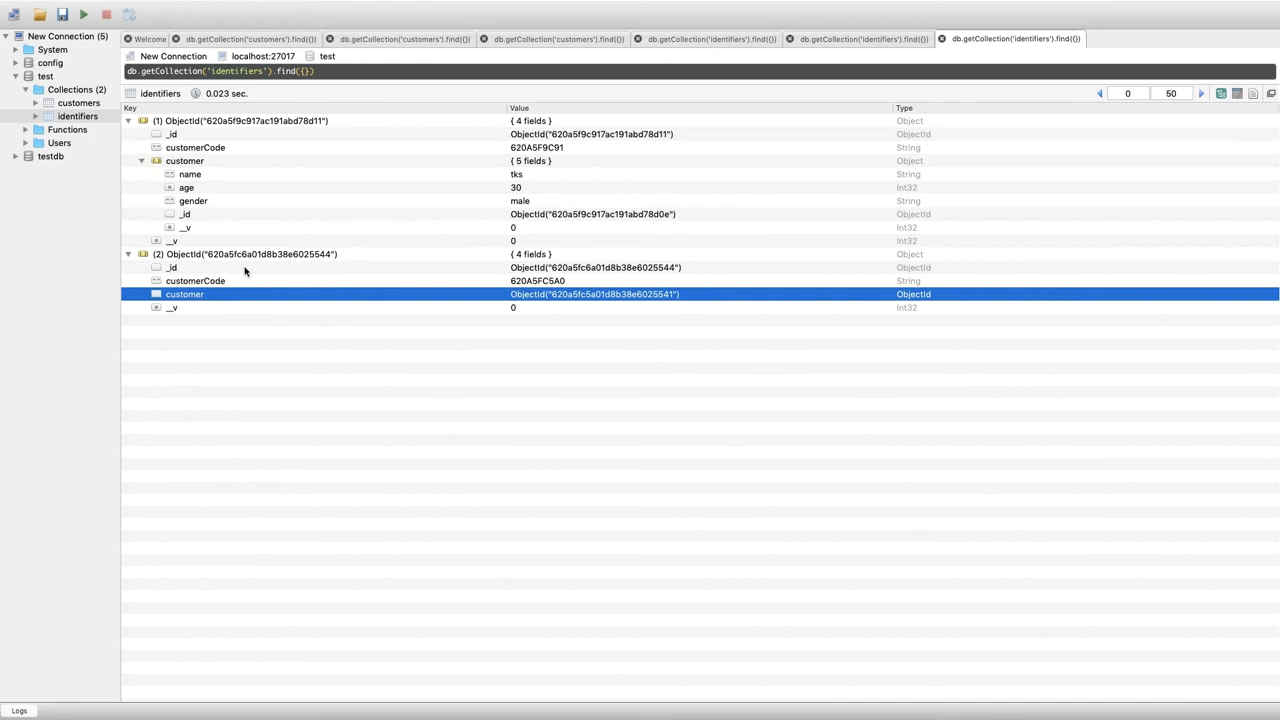 New Connection (5)
System
config
test
Collections (2)
customers
identifiers
Functions
Users
testdb
Welcome
db.getCollection('customers').find({})
db.getCollection('customers').find({})
db.getCollection('customers').find({})
db.getCollection('identifiers').find({})
db.getCollection('identifiers').find({})
db.getCollection('identifiers').find({})
New Connection localhost:27017 test
db.getCollection('identifiers').find({})
identifiers 0.023 sec. 0 50
Key Value Type
(1) ObjectId("620a5f9c917ac191abd78d11") { 4 fields } Object
_id ObjectId("620a5f9c917ac191abd78d11") ObjectId
customerCode 620A5F9C91 String
customer { 5 fields } Object
name tks String
age 30 Int32
gender male String
_id ObjectId("620a5f9c917ac191abd78d0e") ObjectId
__v 0 Int32
__v 0 Int32
(2) ObjectId("620a5fc6a01d8b38e6025544") { 4 fields } Object
_id ObjectId("620a5fc6a01d8b38e6025544") ObjectId
customerCode 620A5FC5A0 String
customer ObjectId("620a5fc5a01d8b38e6025541") ObjectId
__v 0 Int32
Logs